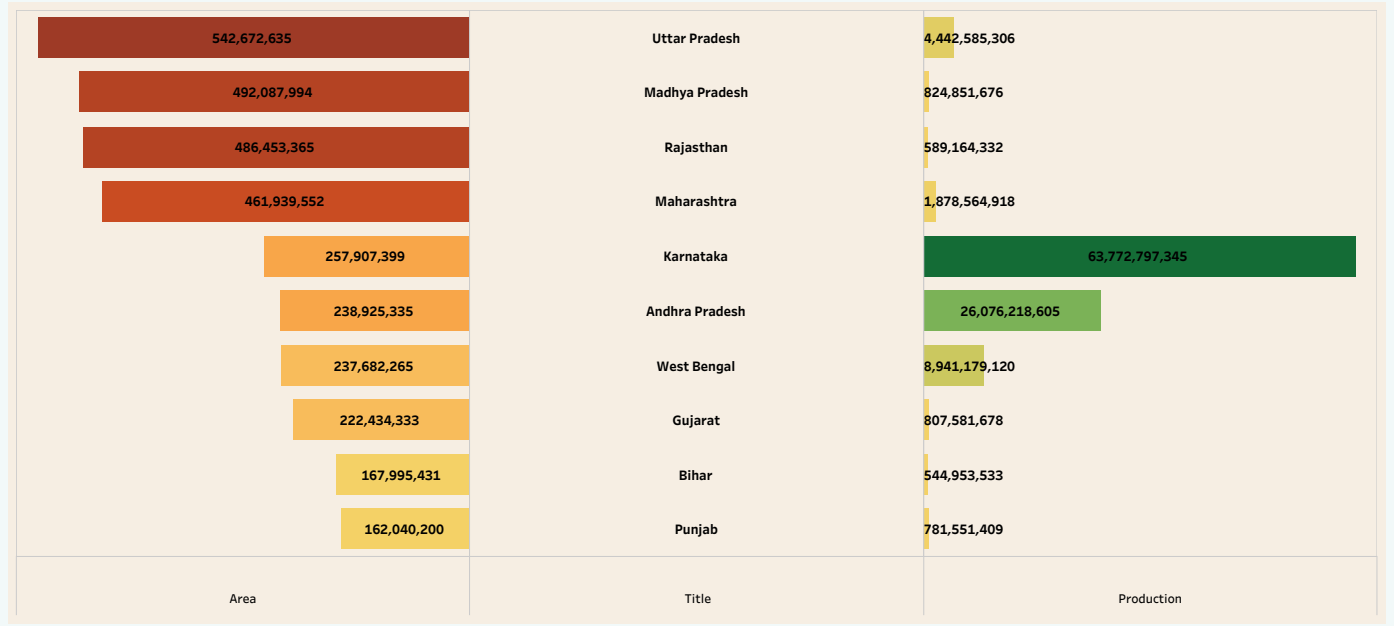 542,672,635 Uttar Pradesh 4,442,585,306
492,087,994 Madhya Pradesh 824,851,676
486,453,365 Rajasthan 589,164,332
461,939,552 Maharashtra 1,878,564,918
257,907,399 Karnataka 63,772,797,345
238,925,335 Andhra Pradesh 26,076,218,605
237,682,265 West Bengal 8,941,179,120
222,434,333 Gujarat 807,581,678
167,995,431 Bihar 544,953,533
162,040,200 Punjab 781,551,409
Area Title Production